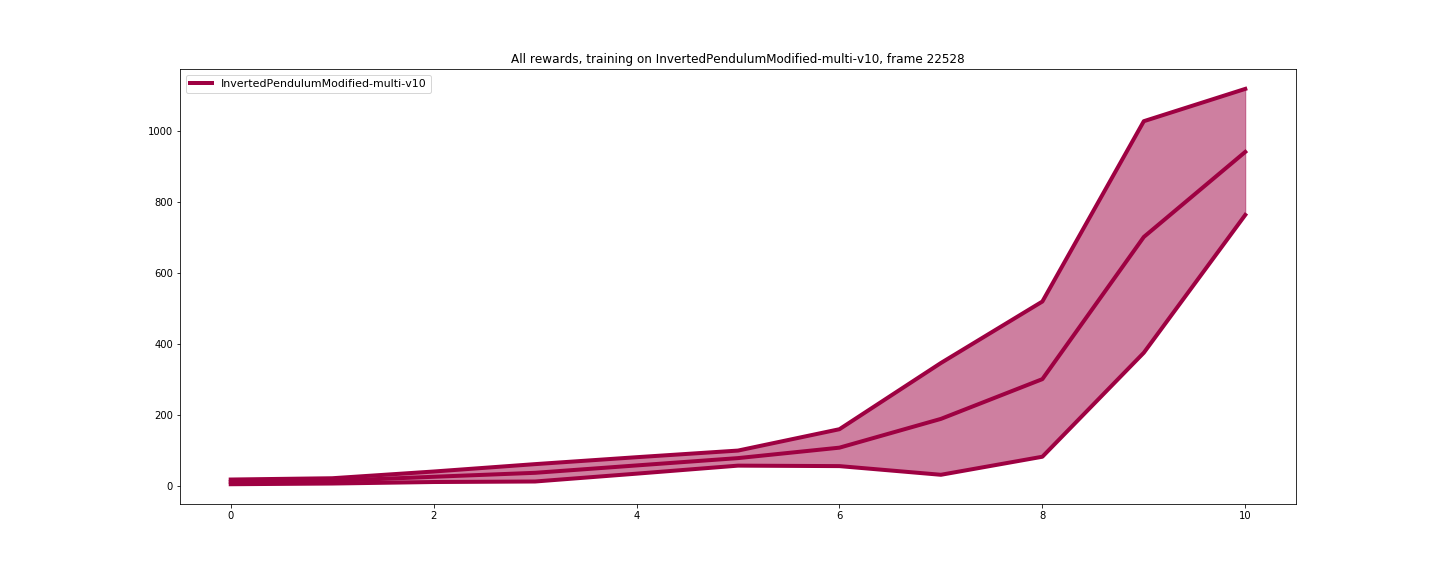 All rewards, training on InvertedPendulumModified-multi-v10, frame 22528
InvertedPendulumModified-multi-v10
1000
800
600
400
200
0
0 2 4 6 8 10